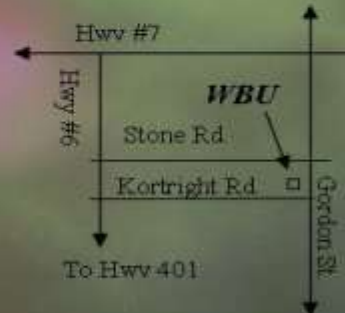 Hwy #7
Hwy #6
WBU
Stone Rd
Kortright Rd
Gordon St
To Hwy 401